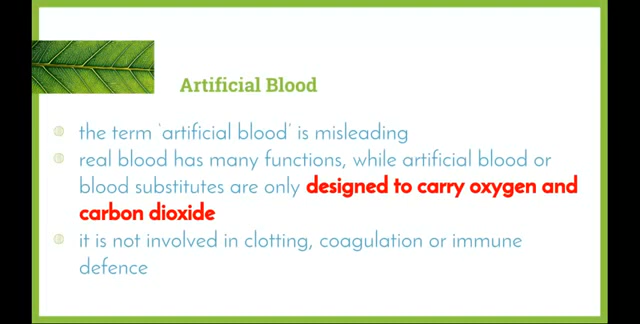 Artificial Blood
the term ‘artificial blood’ is misleading
real blood has many functions, while artificial blood or
blood substitutes are only designed to carry oxygen and
carbon dioxide
it is not involved in clotting, coagulation or immune
defence